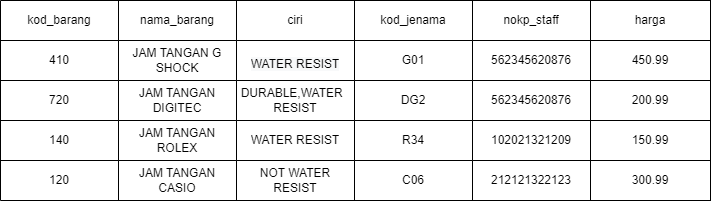 kod_barang nama_barang ciri kod_jenama nokp_staff harga
410 JAM TANGAN G SHOCK WATER RESIST G01 562345620876 450.99
720 JAM TANGAN DIGITEC DURABLE,WATER RESIST DG2 562345620876 200.99
140 JAM TANGAN ROLEX WATER RESIST R34 102021321209 150.99
120 JAM TANGAN CASIO NOT WATER RESIST C06 212121322123 300.99